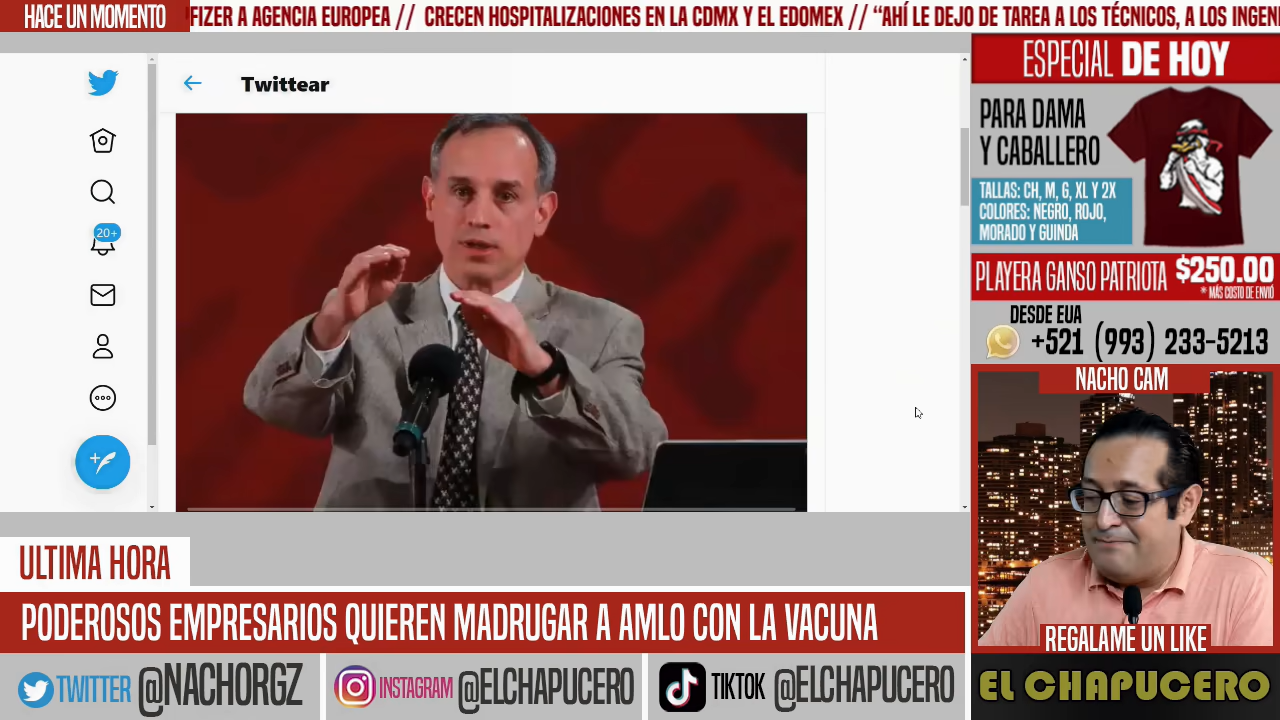 HACE UN MOMENTO
FIZER A AGENCIA EUROPEA // CRECEN HOSPITALIZACIONES EN LA CDMX Y EL EDOMEX // “AHÍ LE DEJO DE TAREA A LOS TÉCNICOS, A LOS INGENI
Twittear
20+
ESPECIAL DE HOY
PARA DAMA
Y CABALLERO
TALLAS: CH, M, G, XL Y 2X
COLORES: NEGRO, ROJO,
MORADO Y GUINDA
PLAYERA GANSO PATRIOTA $250.00
* MÁS COSTO DE ENVIÓ
DESDE EUA
+521 (993) 233-5213
NACHO CAM
REGALAME UN LIKE
ULTIMA HORA
PODEROSOS EMPRESARIOS QUIEREN MADRUGAR A AMLO CON LA VACUNA
TWITTER @NACHORGZ
INSTAGRAM @ELCHAPUCERO
TIKTOK @ELCHAPUCERO
EL CHAPUCERO